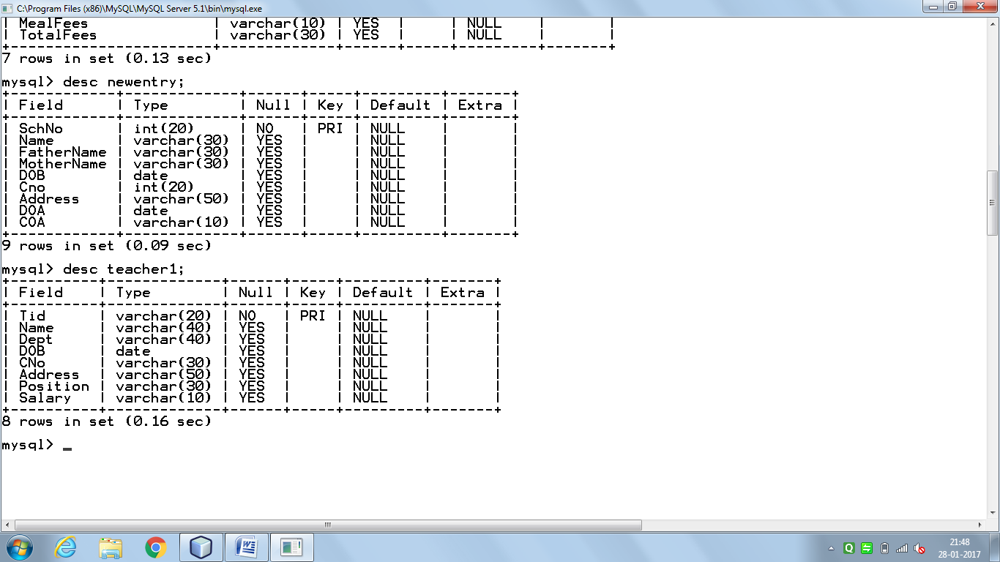 C:\Program Files (x86)\MySQL\MySQL Server 5.1\bin\mysql.exe
| MealFees             | varchar(10) | YES  |     | NULL    |       |
| TotalFees            | varchar(30) | YES  |     | NULL    |       |
+----------------------+-------------+------+-----+---------+-------+
7 rows in set (0.13 sec)
mysql> desc newentry;
+------------+-------------+------+-----+---------+-------+
| Field      | Type        | Null | Key | Default | Extra |
+------------+-------------+------+-----+---------+-------+
| SchNo      | int(20)     | NO   | PRI | NULL    |       |
| Name       | varchar(30) | YES  |     | NULL    |       |
| FatherName | varchar(30) | YES  |     | NULL    |       |
| MotherName | varchar(30) | YES  |     | NULL    |       |
| DOB        | date        | YES  |     | NULL    |       |
| Cno        | int(20)     | YES  |     | NULL    |       |
| Address    | varchar(50) | YES  |     | NULL    |       |
| DOA        | date        | YES  |     | NULL    |       |
| COA        | varchar(10) | YES  |     | NULL    |       |
+------------+-------------+------+-----+---------+-------+
9 rows in set (0.09 sec)
mysql> desc teacher1;
+----------+-------------+------+-----+---------+-------+
| Field    | Type        | Null | Key | Default | Extra |
+----------+-------------+------+-----+---------+-------+
| Tid      | varchar(20) | NO   | PRI | NULL    |       |
| Name     | varchar(40) | YES  |     | NULL    |       |
| Dept     | varchar(40) | YES  |     | NULL    |       |
| DOB      | date        | YES  |     | NULL    |       |
| CNo      | varchar(30) | YES  |     | NULL    |       |
| Address  | varchar(50) | YES  |     | NULL    |       |
| Position | varchar(30) | YES  |     | NULL    |       |
| Salary   | varchar(10) | YES  |     | NULL    |       |
+----------+-------------+------+-----+---------+-------+
8 rows in set (0.16 sec)
mysql> _
21:48
28-01-2017